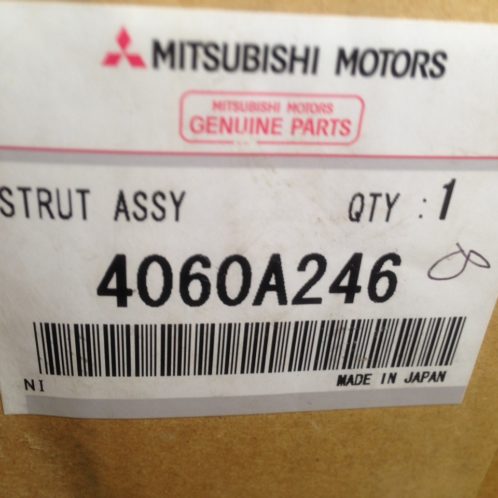 MITSUBISHI MOTORS
MITSUBISHI MOTORS
GENUINE PARTS
STRUT ASSY QTY : 1
4060A246
NI MADE IN JAPAN